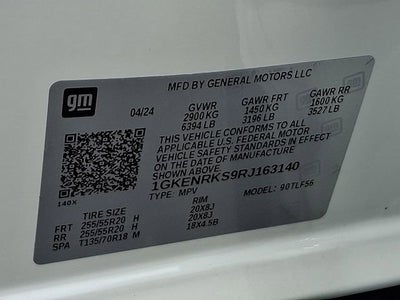 gm
MFD BY GENERAL MOTORS LLC
04/24 GVWR GAWR FRT GAWR RR
2900 KG 1450 KG 1600 KG
6394 LB 3196 LB 3527 LB
THIS VEHICLE CONFORMS TO ALL
APPLICABLE U.S. FEDERAL MOTOR
VEHICLE SAFETY STANDARDS IN EFFECT
ON THE DATE OF MANUFACTURE
SHOWN ABOVE.
1GKENRKS9RJ163140
140X TYPE: MPV MODEL: 90TLF56
TIRE SIZE RIM
FRT 255/55R20 H 20X8J
RR 255/55R20 H 20X8J
SPA T135/70R18 M 18X4.5B